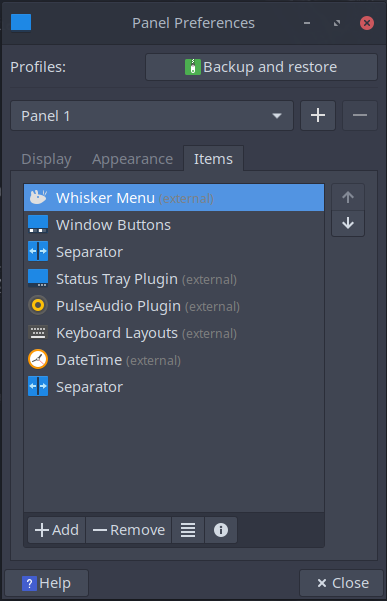 Panel Preferences
Profiles: Backup and restore
Panel 1
Display Appearance Items
Whisker Menu (external)
Window Buttons
Separator
Status Tray Plugin (external)
PulseAudio Plugin (external)
Keyboard Layouts (external)
DateTime (external)
Separator
Add Remove
? Help Close